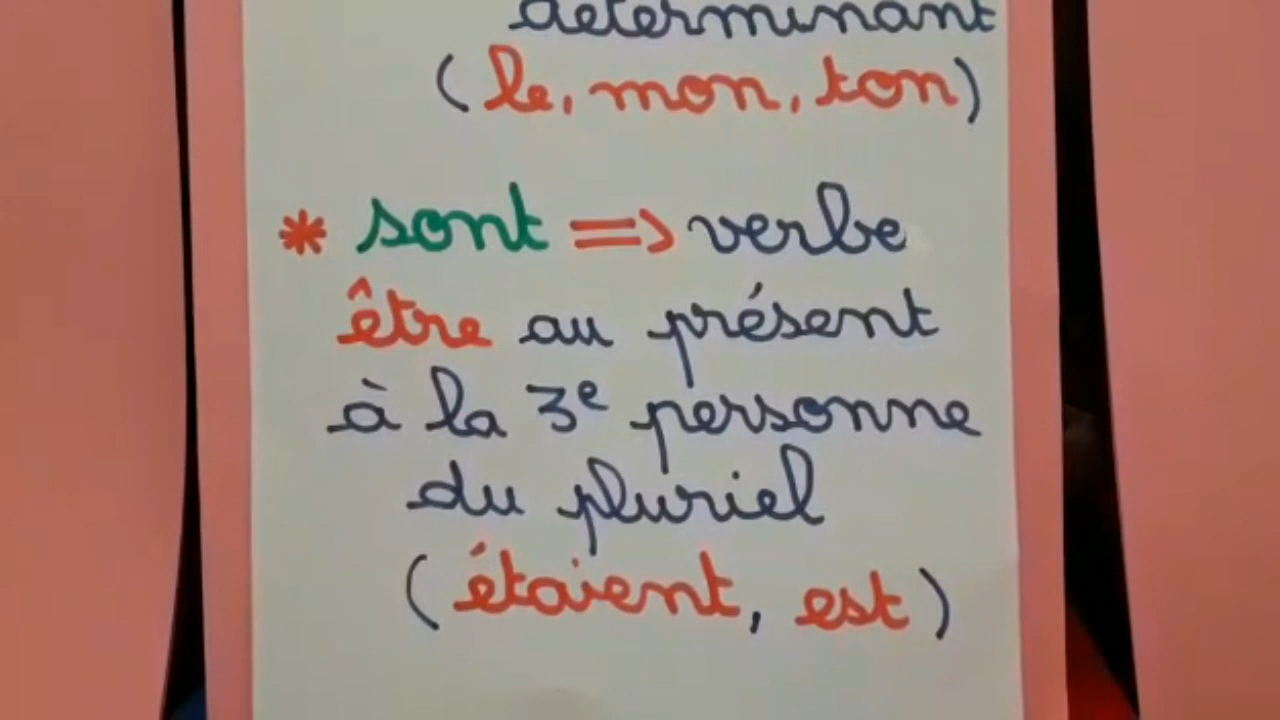 déterminant
( le, mon, ton)
* sont => verbe
être au présent
à la 3e personne
du pluriel
( étaient, est )